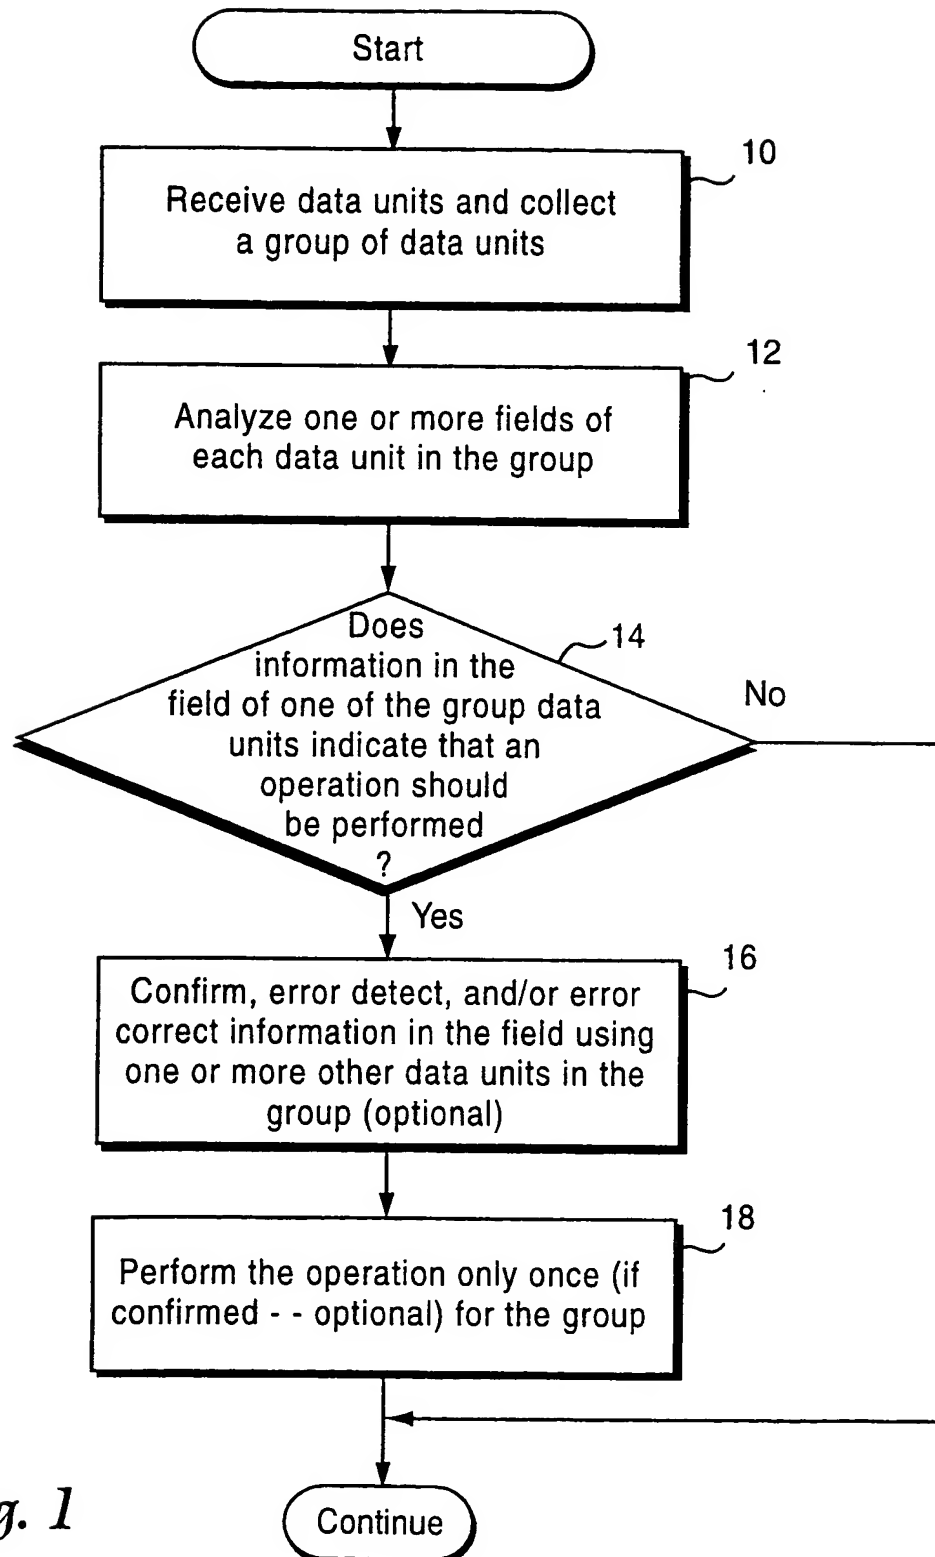 Start
10
Receive data units and collect
a group of data units
12
Analyze one or more fields of
each data unit in the group
14
Does
information in the
field of one of the group data
units indicate that an
operation should
be performed
?
No
Yes
16
Confirm, error detect, and/or error
correct information in the field using
one or more other data units in the
group (optional)
18
Perform the operation only once (if
confirmed - - optional) for the group
Continue
g. 1